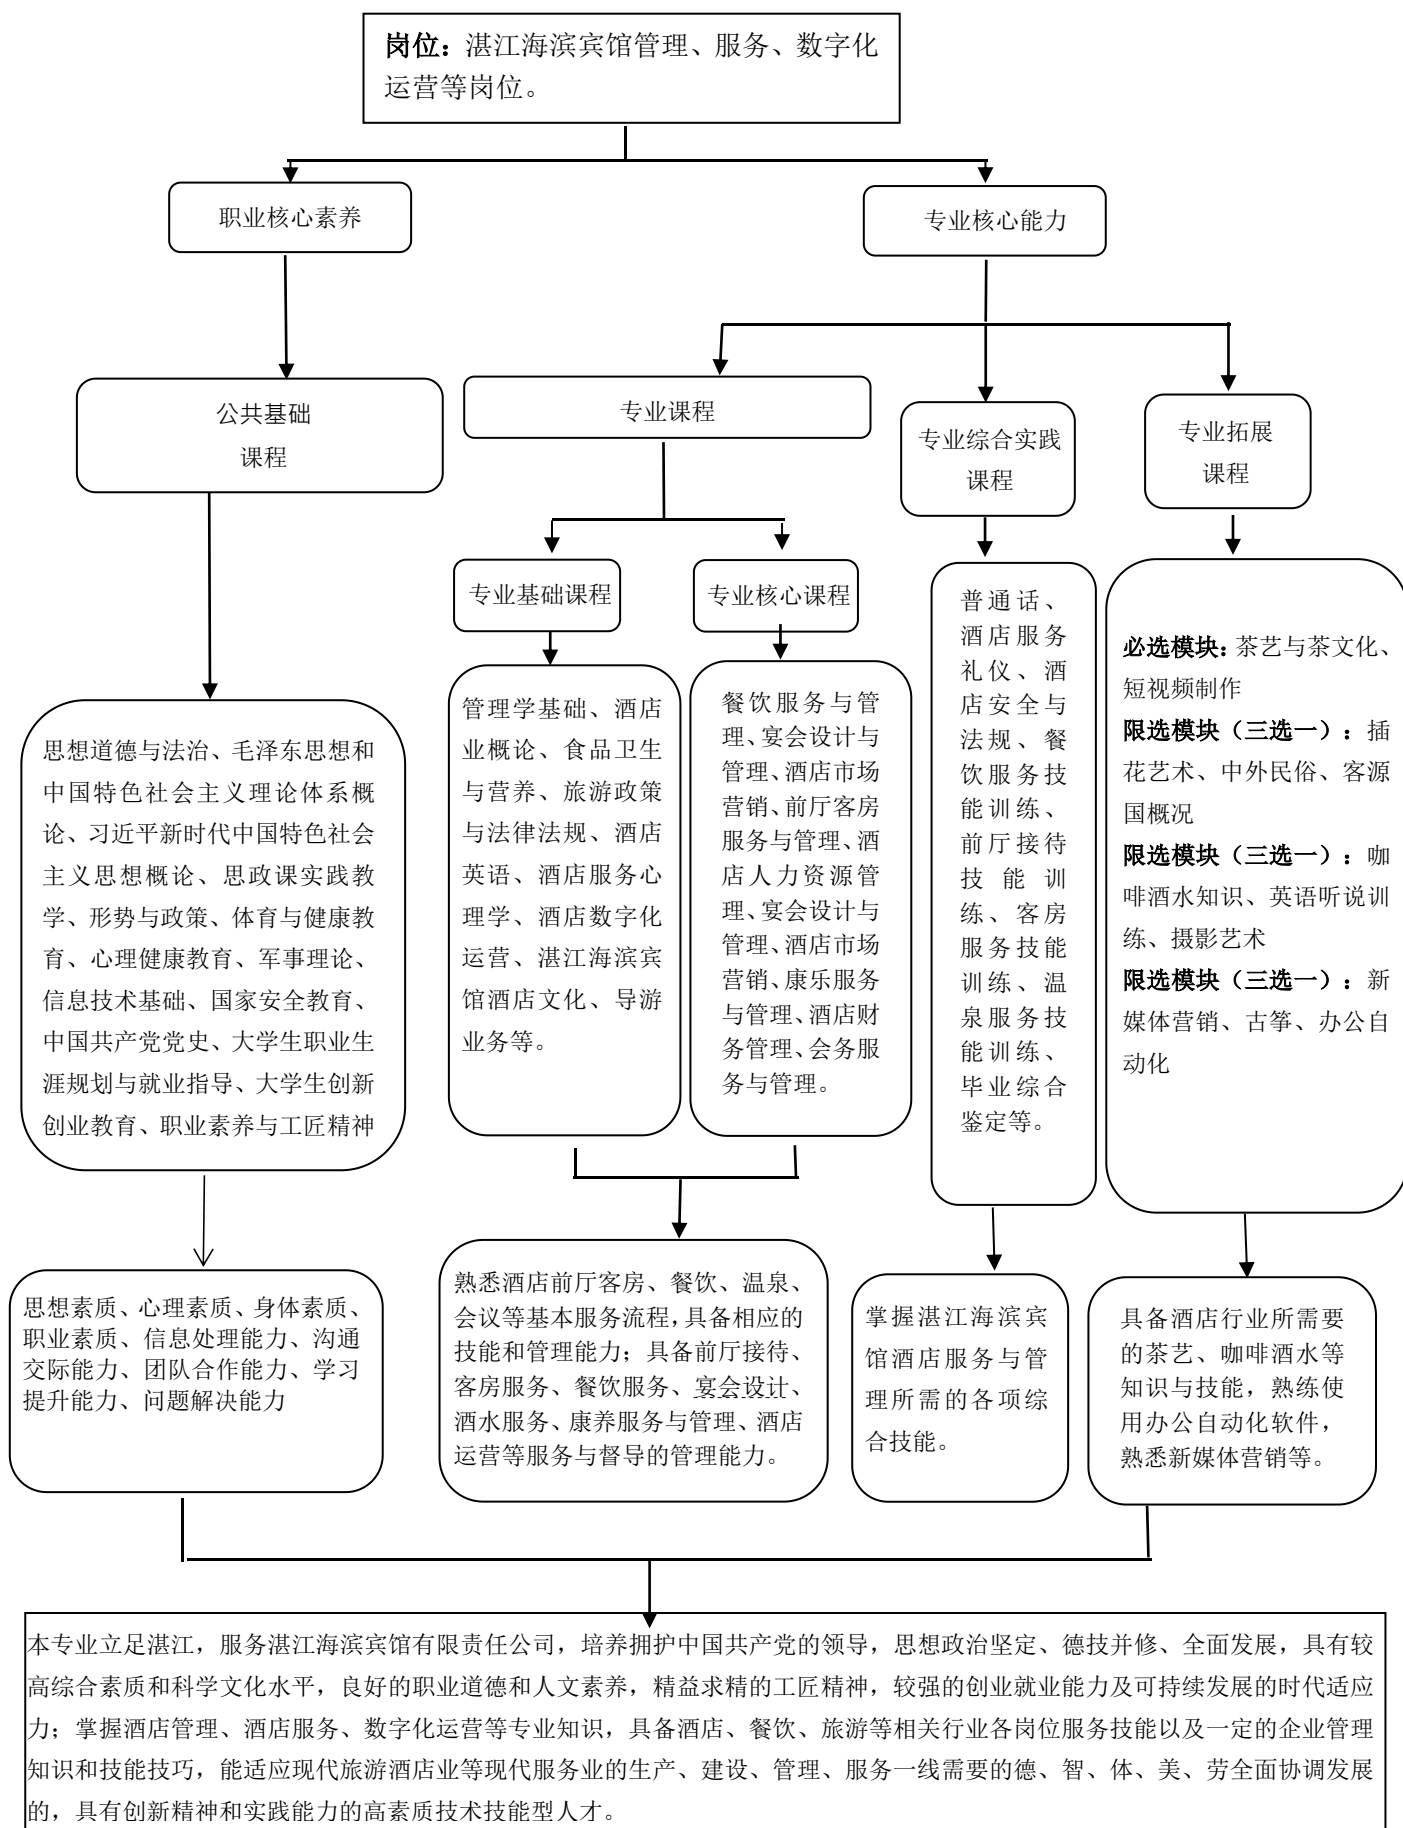 岗位：湛江海滨宾馆管理、服务、数字化
运营等岗位。
职业核心素养
专业核心能力
公共基础
课程
专业课程
专业综合实践
课程
专业拓展
课程
专业基础课程
专业核心课程
思想道德与法治、毛泽东思想和
中国特色社会主义理论体系概
论、习近平新时代中国特色社会
主义思想概论、思政课实践教
学、形势与政策、体育与健康教
育、心理健康教育、军事理论、
信息技术基础、国家安全教育、
中国共产党党史、大学生职业生
涯规划与就业指导、大学生创新
创业教育、职业素养与工匠精神
管理学基础、酒店
业概论、食品卫生
与营养、旅游政策
与法律法规、酒店
英语、酒店服务心
理学、酒店数字化
运营、湛江海滨宾
馆酒店文化、导游
业务等。
餐饮服务与管
理、宴会设计与
管理、酒店市场
营销、前厅客房
服务与管理、酒
店人力资源管
理、宴会设计与
管理、酒店市场
营销、康乐服务
与管理、酒店财
务管理、会务服
务与管理。
普通话、
酒店服务
礼仪、酒
店安全与
法规、餐
饮服务技
能训练、
前厅接待
技能训
练、客房
服务技能
训练、温
泉服务技
能训练、
毕业综合
鉴定等。
必选模块：茶艺与茶文化、
短视频制作
限选模块（三选一）：插
花艺术、中外民俗、客源
国概况
限选模块（三选一）：咖
啡酒水知识、英语听说训
练、摄影艺术
限选模块（三选一）：新
媒体营销、古筝、办公自
动化
思想素质、心理素质、身体素质、
职业素质、信息处理能力、沟通
交际能力、团队合作能力、学习
提升能力、问题解决能力
熟悉酒店前厅客房、餐饮、温泉、
会议等基本服务流程，具备相应的
技能和管理能力；具备前厅接待、
客房服务、餐饮服务、宴会设计、
酒水服务、康养服务与管理、酒店
运营等服务与督导的管理能力。
掌握湛江海滨宾
馆酒店服务与管
理所需的各项综
合技能。
具备酒店行业所需要
的茶艺、咖啡酒水等
知识与技能，熟练使
用办公自动化软件，
熟悉新媒体营销等。
本专业立足湛江，服务湛江海滨宾馆有限责任公司，培养拥护中国共产党的领导，思想政治坚定、德技并修、全面发展，具有较
高综合素质和科学文化水平，良好的职业道德和人文素养，精益求精的工匠精神，较强的创业就业能力及可持续发展的时代适应
力；掌握酒店管理、酒店服务、数字化运营等专业知识，具备酒店、餐饮、旅游等相关行业各岗位服务技能以及一定的企业管理
知识和技能技巧，能适应现代旅游酒店业等现代服务业的生产、建设、管理、服务一线需要的德、智、体、美、劳全面协调发展
的，具有创新精神和实践能力的高素质技术技能型人才。